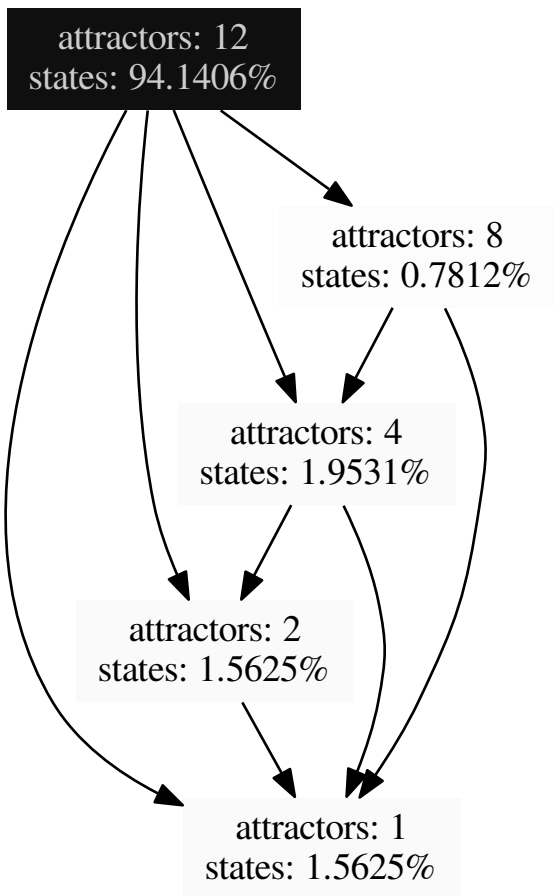 attractors: 12
states: 94.1406%
attractors: 8
states: 0.7812%
attractors: 4
states: 1.9531%
attractors: 2
states: 1.5625%
attractors: 1
states: 1.5625%